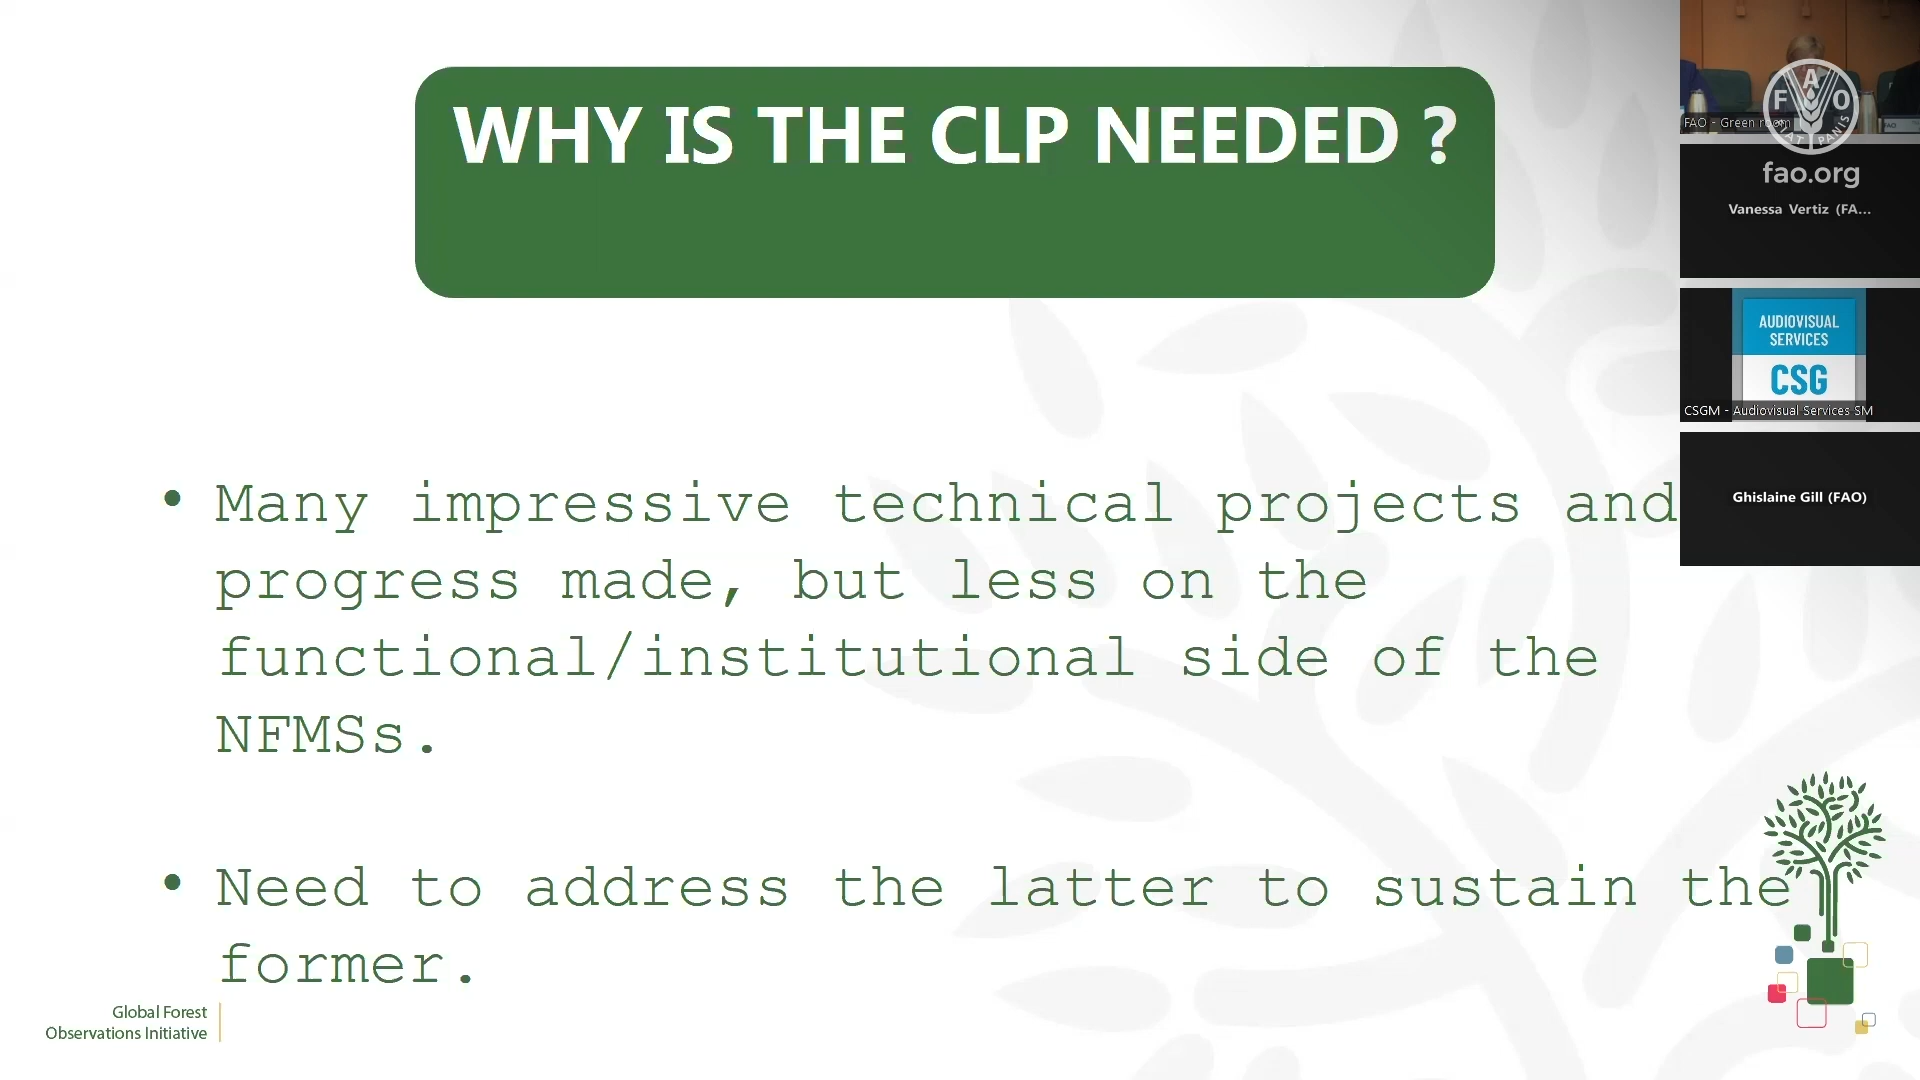 WHY IS THE CLP NEEDED ?
• Many impressive technical projects and
progress made, but less on the
functional/institutional side of the
NFMSs.
• Need to address the latter to sustain the
former.
Global Forest
Observations Initiative
FAO - Green room
F A O
FIAT PANIS
fao.org
Vanessa Vertiz (FA...
AUDIOVISUAL
SERVICES
CSG
CSGM - Audiovisual Services SM
Ghislaine Gill (FAO)